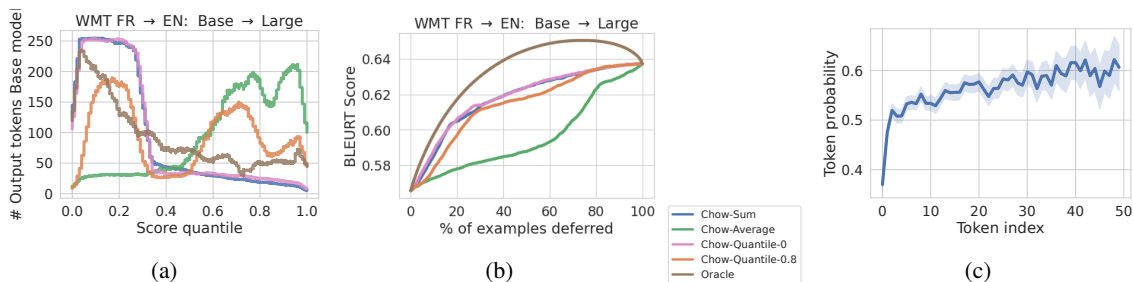 WMT FR → EN: Base → Large
# Output tokens Base model
250
200
150
100
50
0
0.0 0.2 0.4 0.6 0.8 1.0
Score quantile
(a)
WMT FR → EN: Base → Large
BLEURT Score
0.64
0.62
0.60
0.58
0 20 40 60 80 100
% of examples deferred
(b)
Chow-Sum
Chow-Average
Chow-Quantile-0
Chow-Quantile-0.8
Oracle
Token probability
0.6
0.5
0.4
0 10 20 30 40 50
Token index
(c)